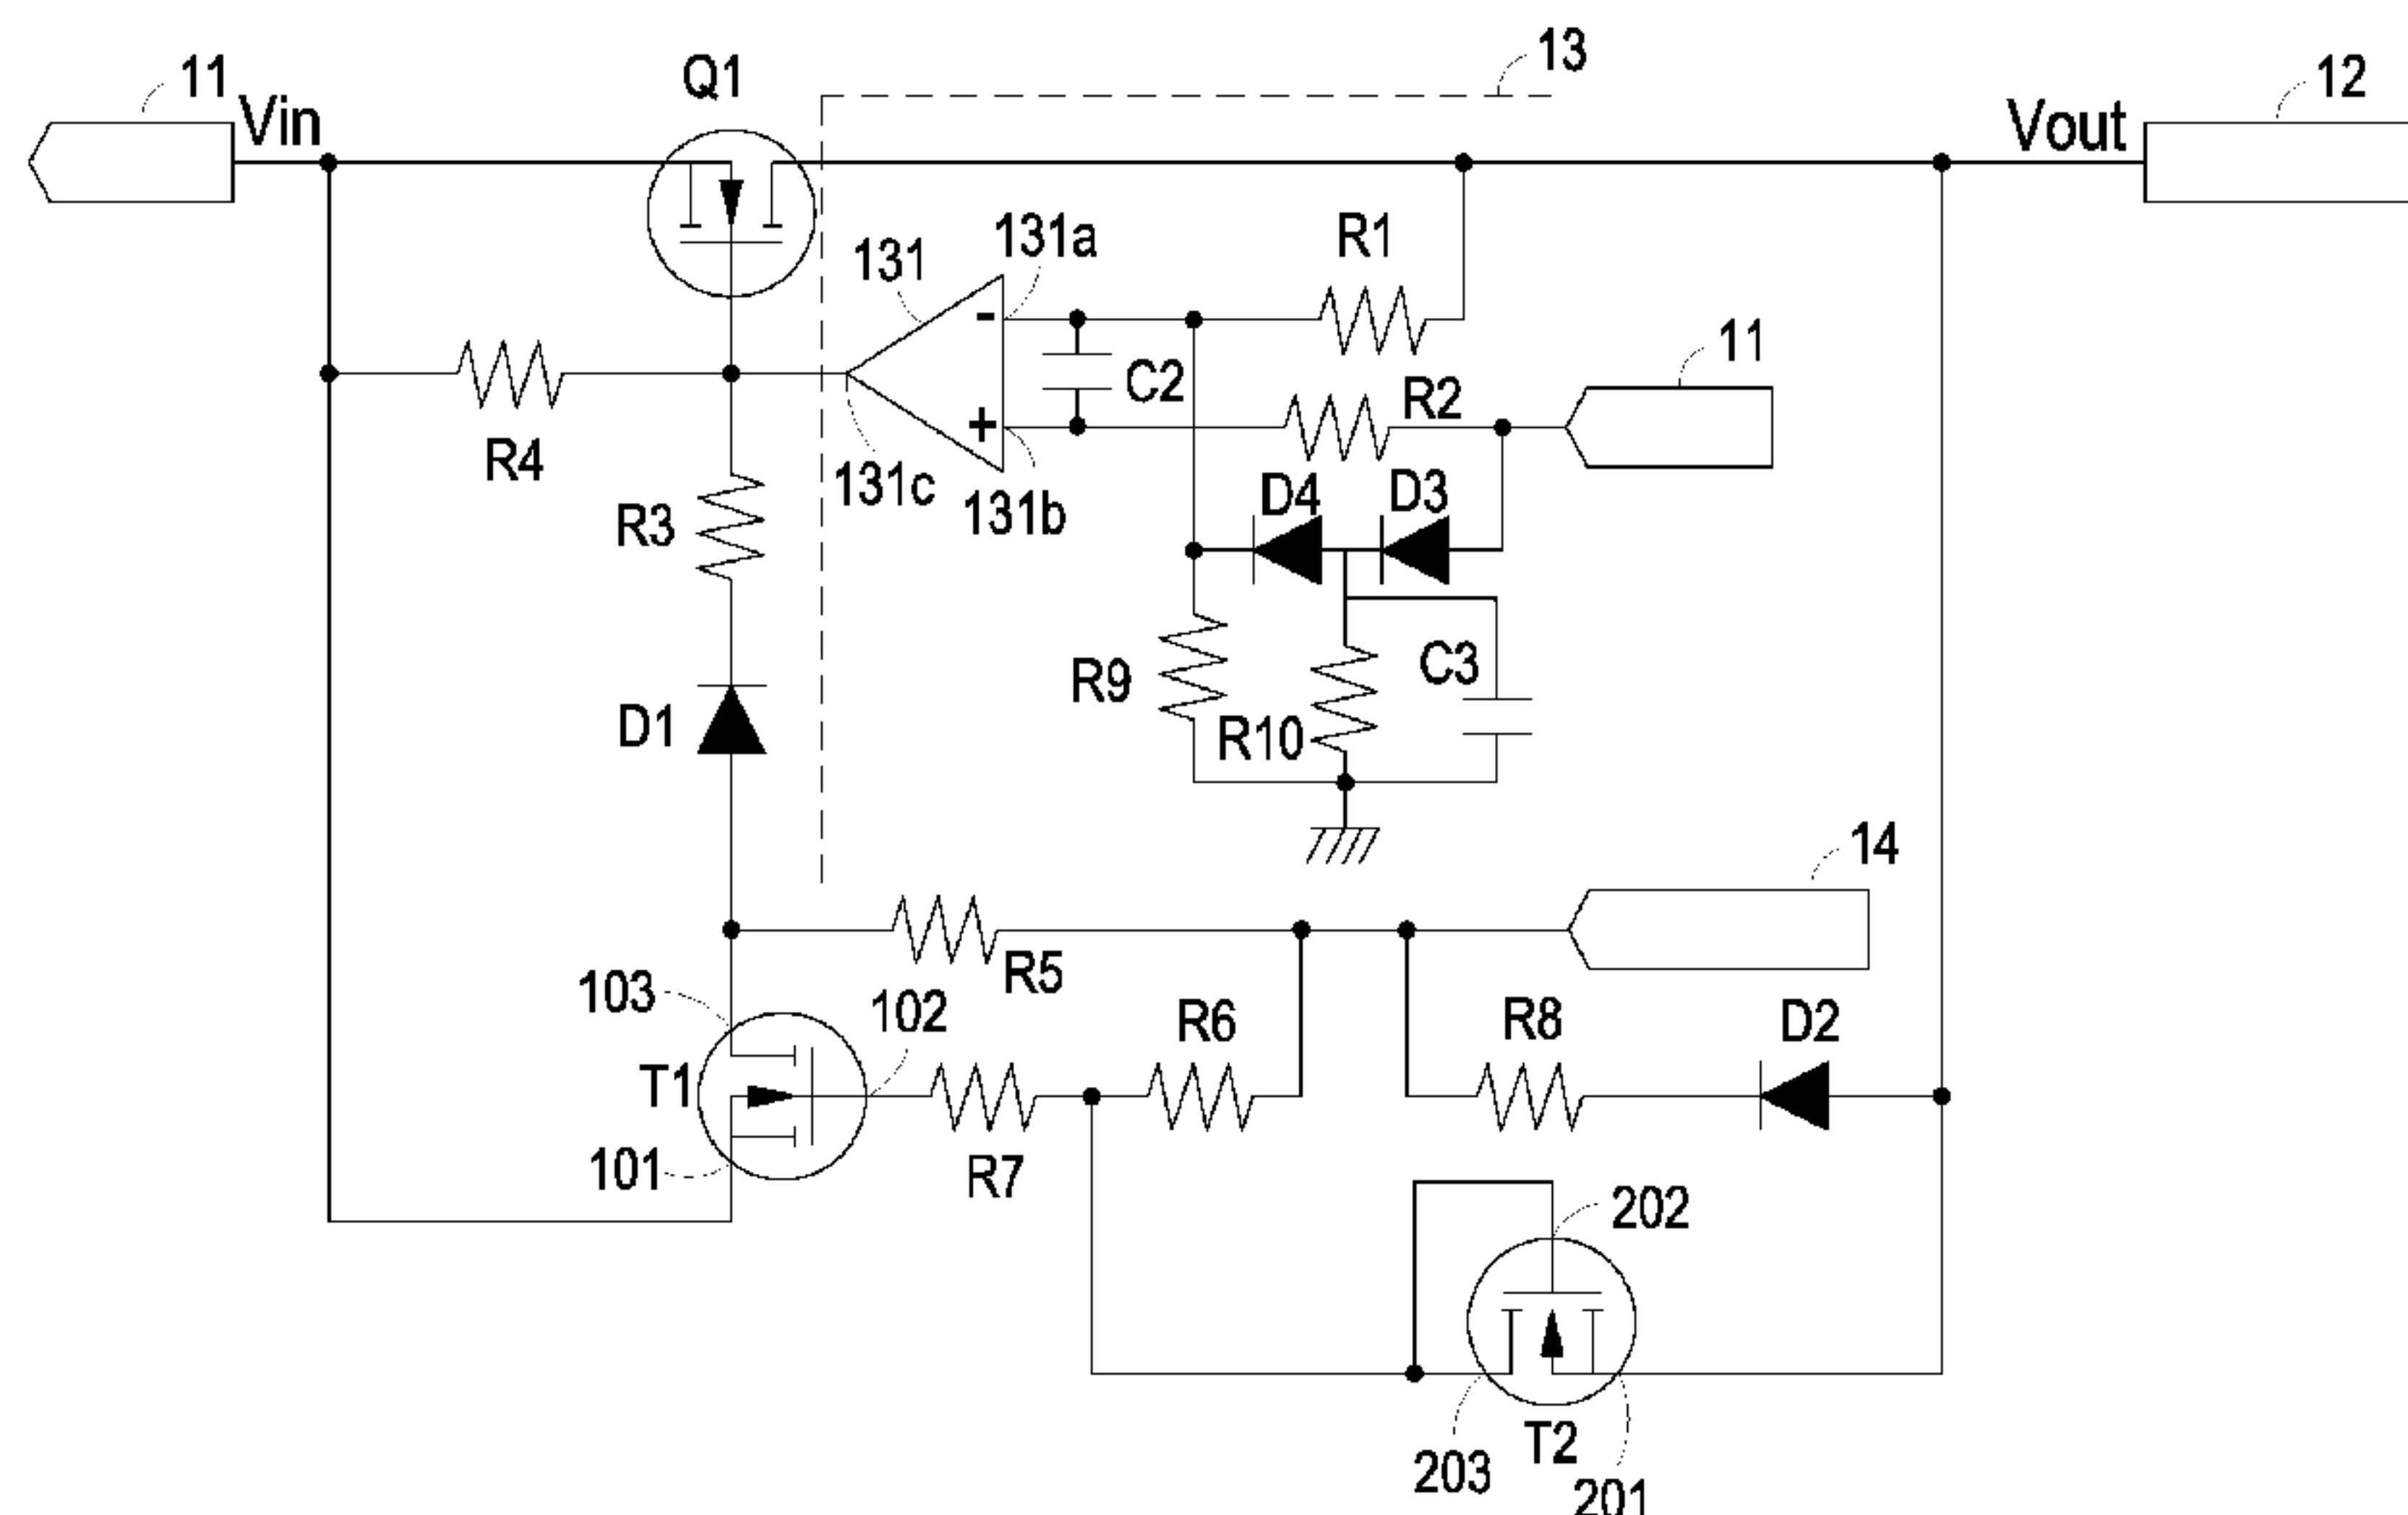 11
Vin
Q1
13
Vout
12
131
131a
R1
-
C2
R2
11
+
R4
131c
131b
D4
D3
R3
R9
C3
R10
D1
14
R5
103
102
R6
R8
D2
T1
101
R7
202
T2
203
201